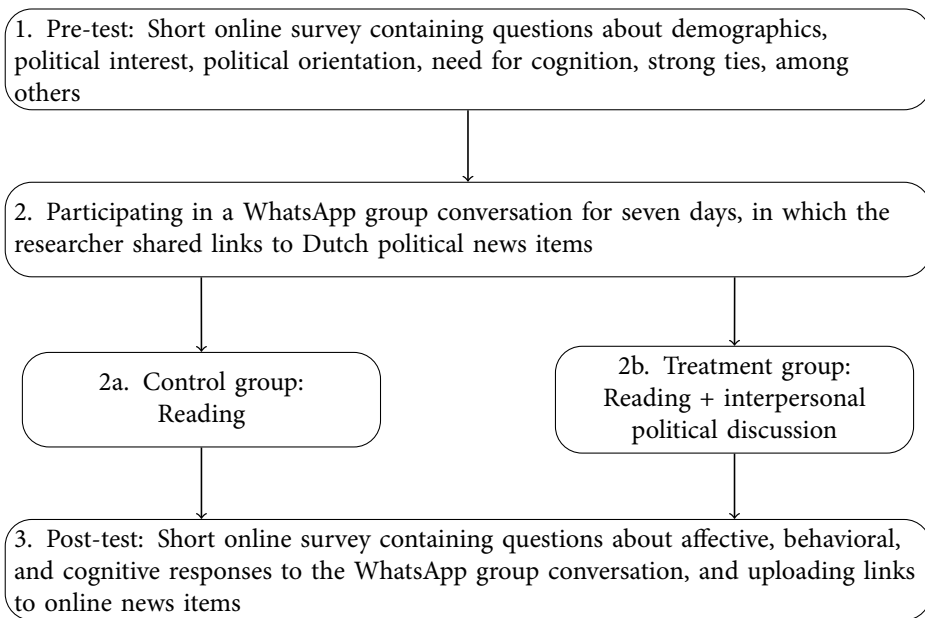 1. Pre-test: Short online survey containing questions about demographics,
political interest, political orientation, need for cognition, strong ties, among
others
2. Participating in a WhatsApp group conversation for seven days, in which the
researcher shared links to Dutch political news items
2a. Control group:
Reading
2b. Treatment group:
Reading + interpersonal
political discussion
3. Post-test: Short online survey containing questions about affective, behavioral,
and cognitive responses to the WhatsApp group conversation, and uploading links
to online news items